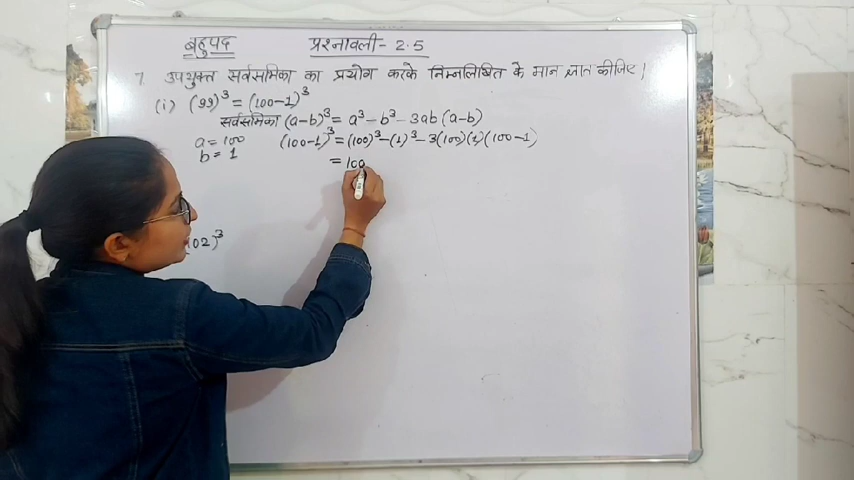 बहुपद प्रश्नावली - 2.5
7 उपयुक्त सर्वसमिका का प्रयोग करके निम्नलिखित के मान ज्ञात कीजिए।
(i) (99)³ = (100-1)³
सर्वसमिका (a-b)³ = a³ - b³ - 3ab (a-b)
a = 100 (100-1)³ = (100)³ - (1)³ - 3(100)(1)(100-1)
b = 1
= 100
02)³